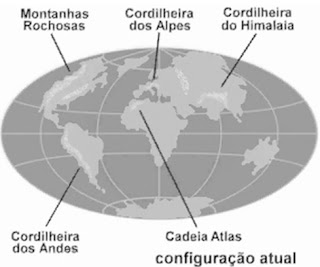 Montanhas
Rochosas
Cordilheira
dos Alpes
Cordilheira
do Himalaia
Cordilheira
dos Andes
Cadeia Atlas
configuração atual